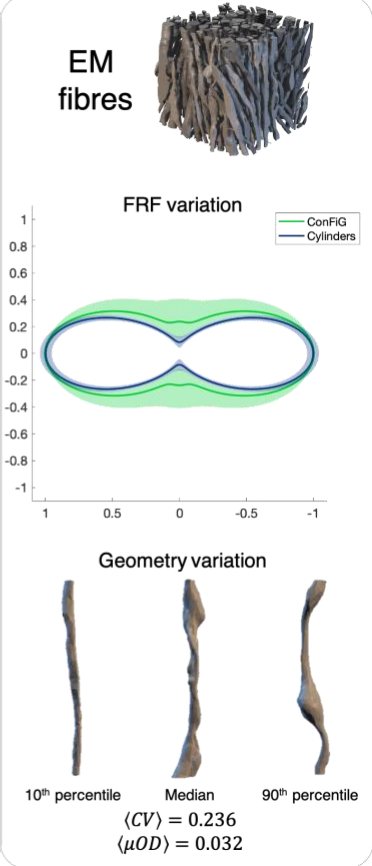 EM
fibres
FRF variation
ConFiG
Cylinders
1
0.8
0.6
0.4
0.2
0
-0.2
-0.4
-0.6
-0.8
-1
1 0.5 0 -0.5 -1
Geometry variation
10th percentile Median 90th percentile
⟨CV⟩ = 0.236
⟨μOD⟩ = 0.032